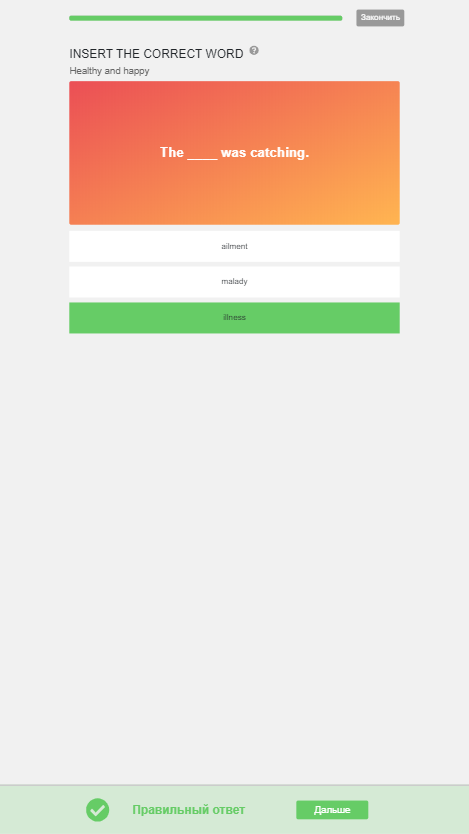 Закончить
INSERT THE CORRECT WORD ?
Healthy and happy
The ____ was catching.
ailment
malady
illness
Правильный ответ
Дальше